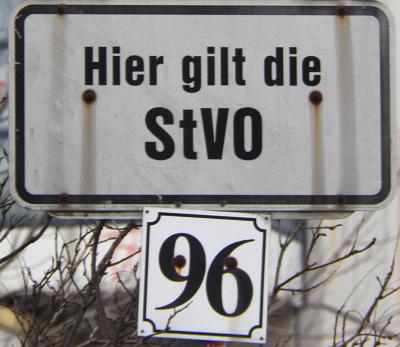 Hier gilt die
StVO
96